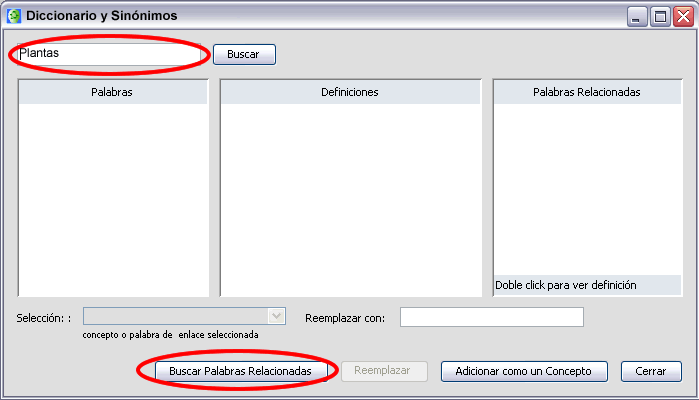 Diccionario y Sinónimos
Plantas Buscar
Palabras Definiciones Palabras Relacionadas
Doble click para ver definición
Selección: : Reemplazar con:
concepto o palabra de enlace seleccionada
Buscar Palabras Relacionadas Reemplazar Adicionar como un Concepto Cerrar